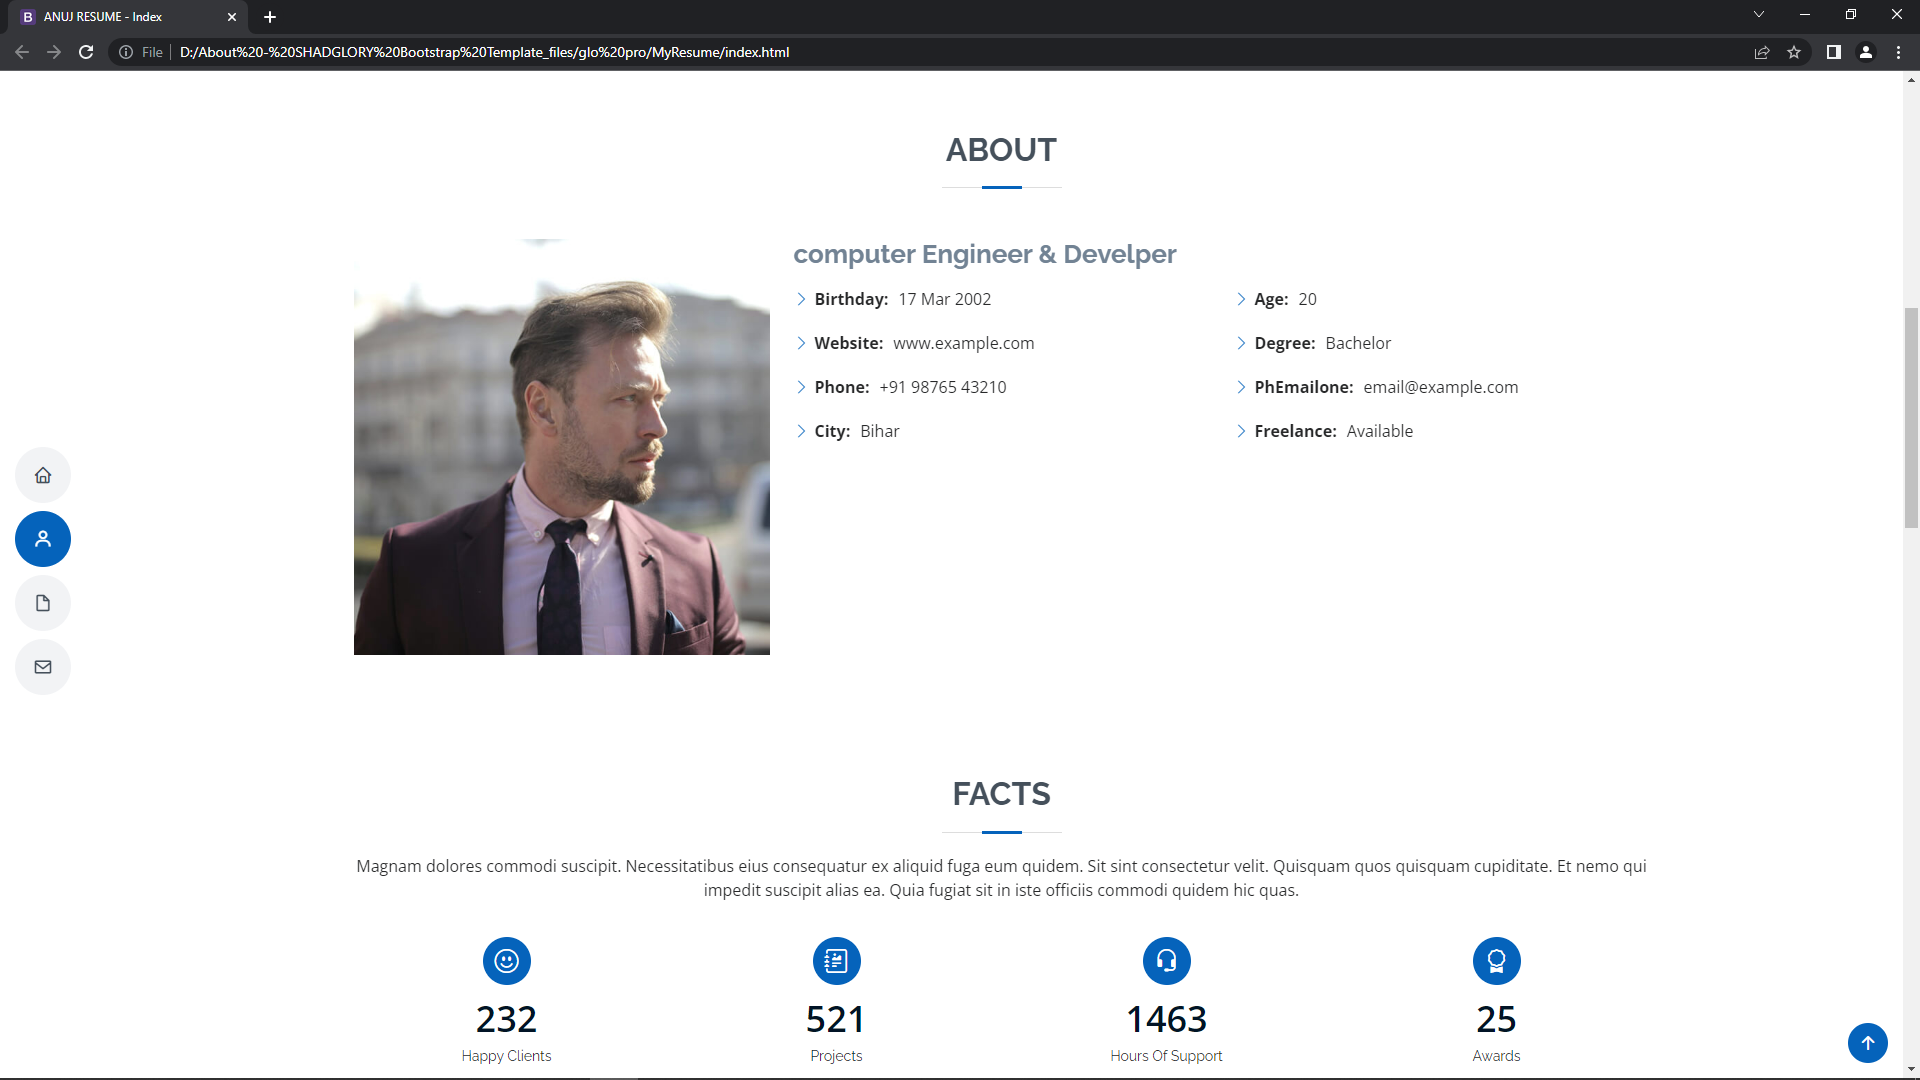 ANUJ RESUME - Index
File
D:/About%20-%20SHADGLORY%20Bootstrap%20Template_files/glo%20pro/MyResume/index.html
ABOUT
computer Engineer & Develper
Birthday: 17 Mar 2002
Age: 20
Website: www.example.com
Degree: Bachelor
Phone: +91 98765 43210
PhEmailone: email@example.com
City: Bihar
Freelance: Available
FACTS
Magnam dolores commodi suscipit. Necessitatibus eius consequatur ex aliquid fuga eum quidem. Sit sint consectetur velit. Quisquam quos quisquam cupiditate. Et nemo qui
impedit suscipit alias ea. Quia fugiat sit in iste officiis commodi quidem hic quas.
232
521
1463
25
Happy Clients
Projects
Hours Of Support
Awards